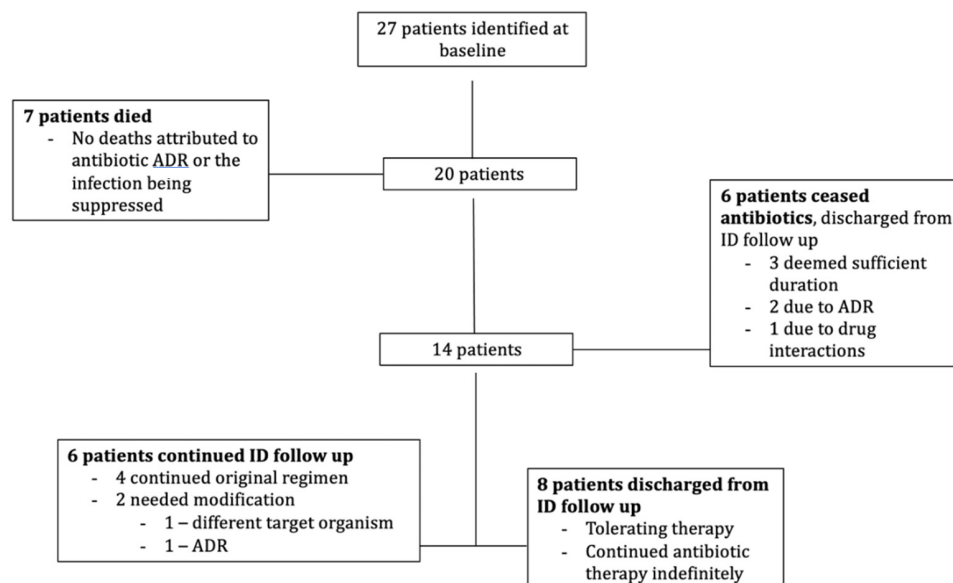 27 patients identified at
baseline
7 patients died
- No deaths attributed to
antibiotic ADR or the
infection being
suppressed
20 patients
6 patients ceased
antibiotics, discharged from
ID follow up
- 3 deemed sufficient
duration
- 2 due to ADR
- 1 due to drug
interactions
14 patients
6 patients continued ID follow up
- 4 continued original regimen
- 2 needed modification
- 1 – different target organism
- 1 – ADR
8 patients discharged from
ID follow up
- Tolerating therapy
- Continued antibiotic
therapy indefinitely